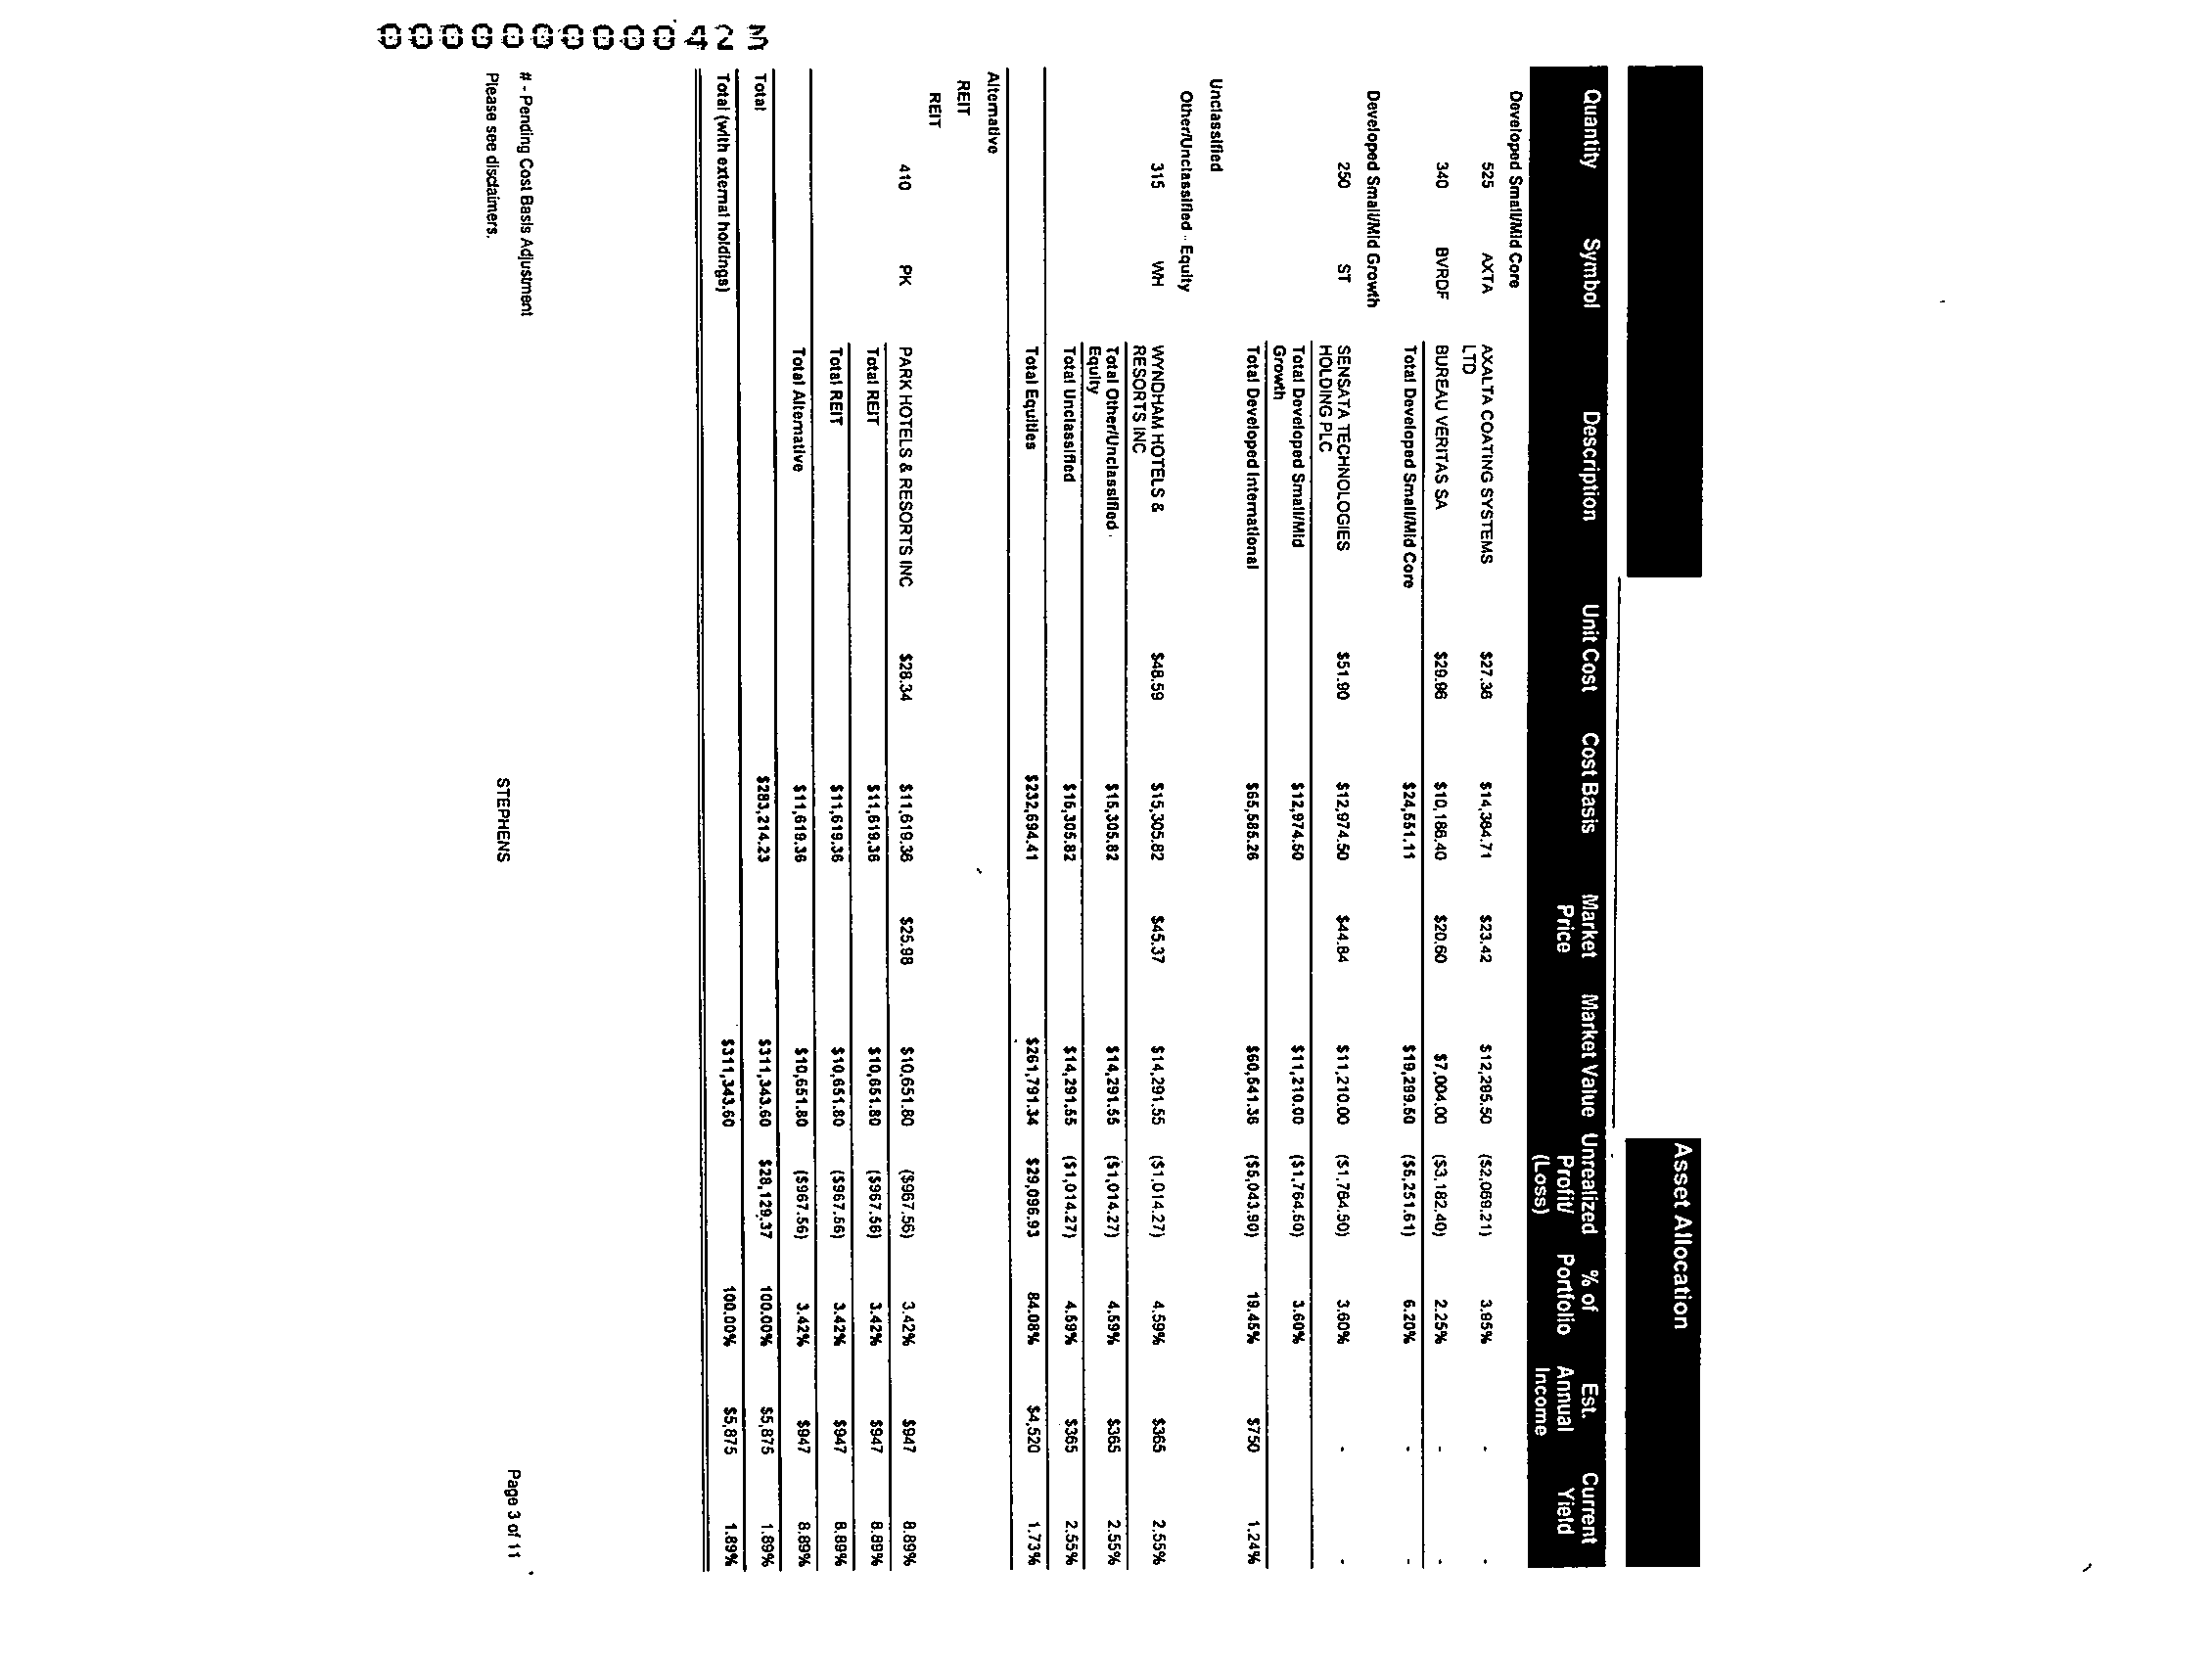 Asset Allocation
Quantity Symbol Description Unit Cost Cost Basis Market Price Market Value Unrealized Profit/ (Loss) % of Portfolio Est. Annual Income Current Yield
Developed Small/Mid Core
525 AXTA AXALTA COATING SYSTEMS $27.36 $14,364.71 $23.42 $12,295.50 ($2,069.21) 3.95% - -
LTD
340 BVRDF BUREAU VERITAS SA $29.96 $10,186.40 $20.60 $7,004.00 ($3,182.40) 2.25% - -
Total Developed Small/Mid Core $24,551.11 $19,299.50 ($5,251.61) 6.20% - -
Developed Small/Mid Growth
250 ST SENSATA TECHNOLOGIES $51.90 $12,974.50 $44.84 $11,210.00 ($1,764.50) 3.60% - -
HOLDING PLC
Total Developed Small/Mid $12,974.50 $11,210.00 ($1,764.50) 3.60%
Growth
Total Developed International $65,585.26 $60,541.36 ($5,043.90) 19.45% $750 1.24%
Unclassified
Other/Unclassified - Equity
315 WH WYNDHAM HOTELS & $48.59 $15,305.82 $45.37 $14,291.55 ($1,014.27) 4.59% $365 2.55%
RESORTS INC
Total Other/Unclassified - $15,305.82 $14,291.55 ($1,014.27) 4.59% $365 2.55%
Equity
Total Unclassified $15,305.82 $14,291.55 ($1,014.27) 4.59% $365 2.55%
Total Equities $232,694.41 $261,791.34 $29,096.93 84.08% $4,520 1.73%
Alternative
REIT
REIT
410 PK PARK HOTELS & RESORTS INC $28.34 $11,619.36 $25.98 $10,651.80 ($967.56) 3.42% $947 8.89%
Total REIT $11,619.36 $10,651.80 ($967.56) 3.42% $947 8.89%
Total REIT $11,619.36 $10,651.80 ($967.56) 3.42% $947 8.89%
Total Alternative $11,619.36 $10,651.80 ($967.56) 3.42% $947 8.89%
Total $283,214.23 $311,343.60 $28,129.37 100.00% $5,875 1.89%
Total (with external holdings) $311,343.60 100.00% $5,875 1.89%
# - Pending Cost Basis Adjustment
Please see disclaimers.
STEPHENS
Page 3 of 11